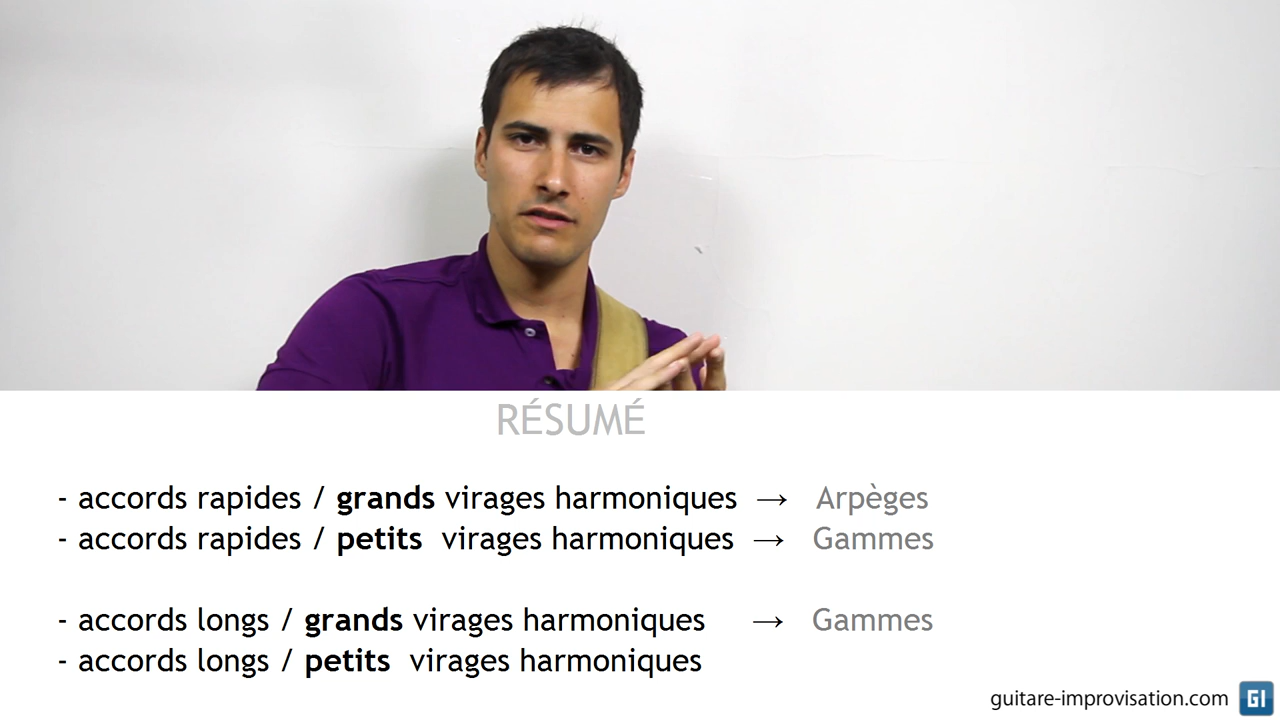 RÉSUMÉ
- accords rapides / grands virages harmoniques → Arpèges
- accords rapides / petits virages harmoniques → Gammes
- accords longs / grands virages harmoniques → Gammes
- accords longs / petits virages harmoniques
guitare-improvisation.com GI